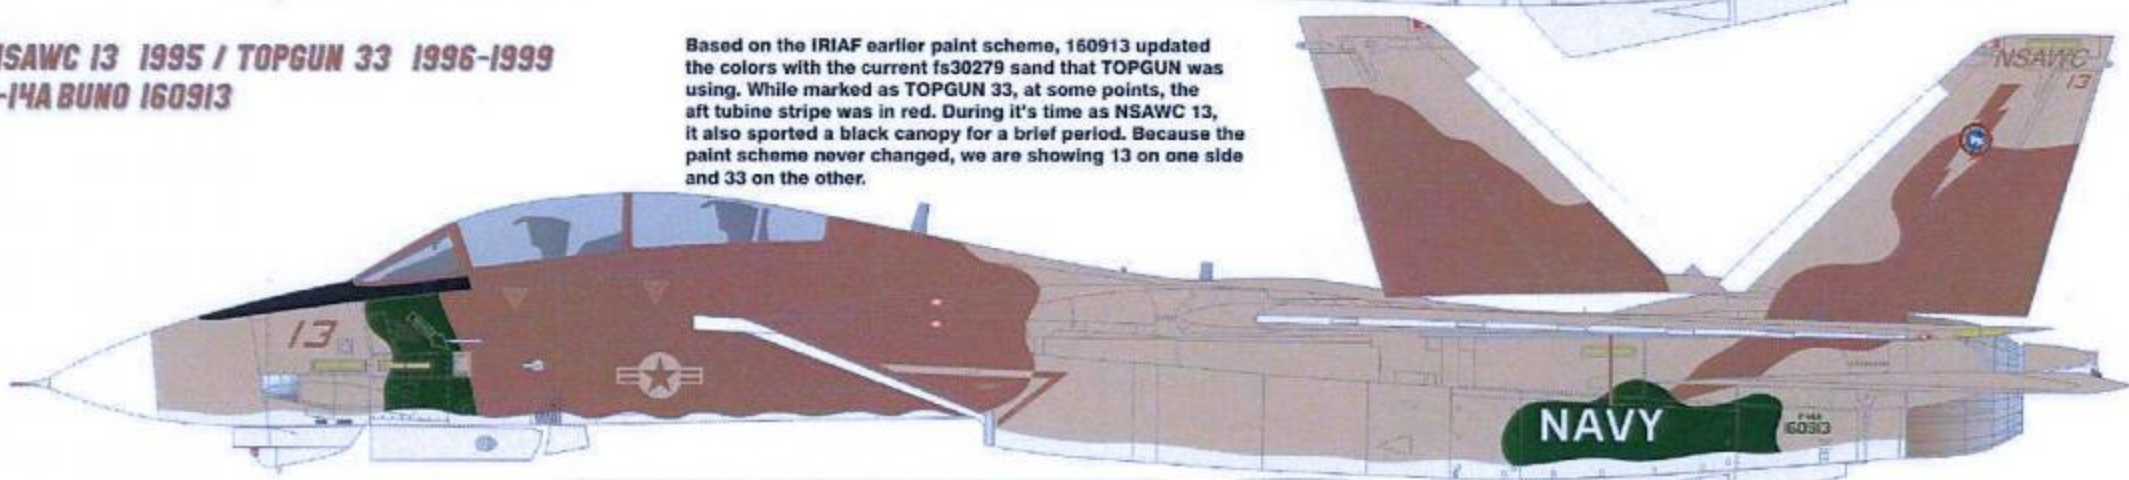 NSAWC 13 1995 / TOPGUN 33 1996-1999
-14A BUNO 160913
Based on the IRIAF earlier paint scheme, 160913 updated
the colors with the current fs30279 sand that TOPGUN was
using. While marked as TOPGUN 33, at some points, the
aft tubine stripe was in red. During it's time as NSAWC 13,
it also sported a black canopy for a brief period. Because the
paint scheme never changed, we are showing 13 on one side
and 33 on the other.
NSAWC
13
13
NAVY
160913